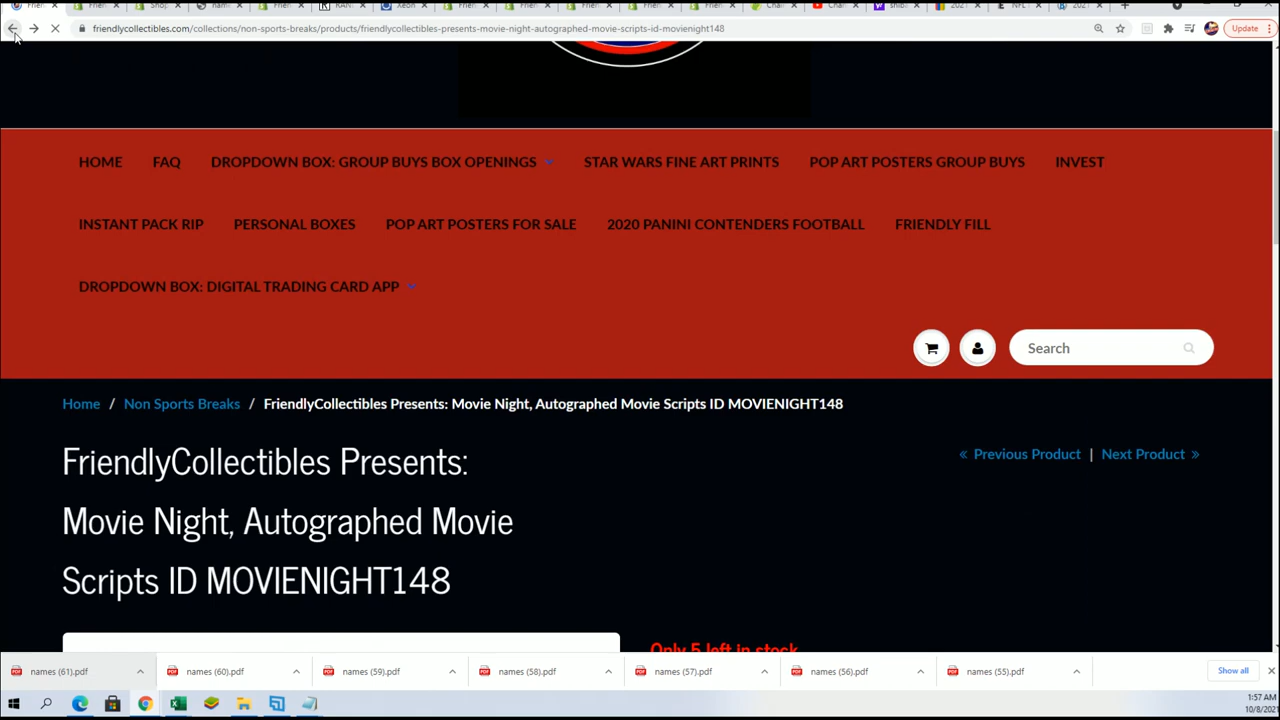 friendlycollectibles.com/collections/non-sports-breaks/products/friendlycollectibles-presents-movie-night-autographed-movie-scripts-id-movienight148
Update
HOME FAQ DROPDOWN BOX: GROUP BUYS BOX OPENINGS STAR WARS FINE ART PRINTS POP ART POSTERS GROUP BUYS INVEST
INSTANT PACK RIP PERSONAL BOXES POP ART POSTERS FOR SALE 2020 PANINI CONTENDERS FOOTBALL FRIENDLY FILL
DROPDOWN BOX: DIGITAL TRADING CARD APP
Search
Home / Non Sports Breaks / FriendlyCollectibles Presents: Movie Night, Autographed Movie Scripts ID MOVIENIGHT148
« Previous Product | Next Product »
FriendlyCollectibles Presents:
Movie Night, Autographed Movie
Scripts ID MOVIENIGHT148
Only 5 left in stock
names (61).pdf names (60).pdf names (59).pdf names (58).pdf names (57).pdf names (56).pdf names (55).pdf Show all
1:57 AM
10/8/2021